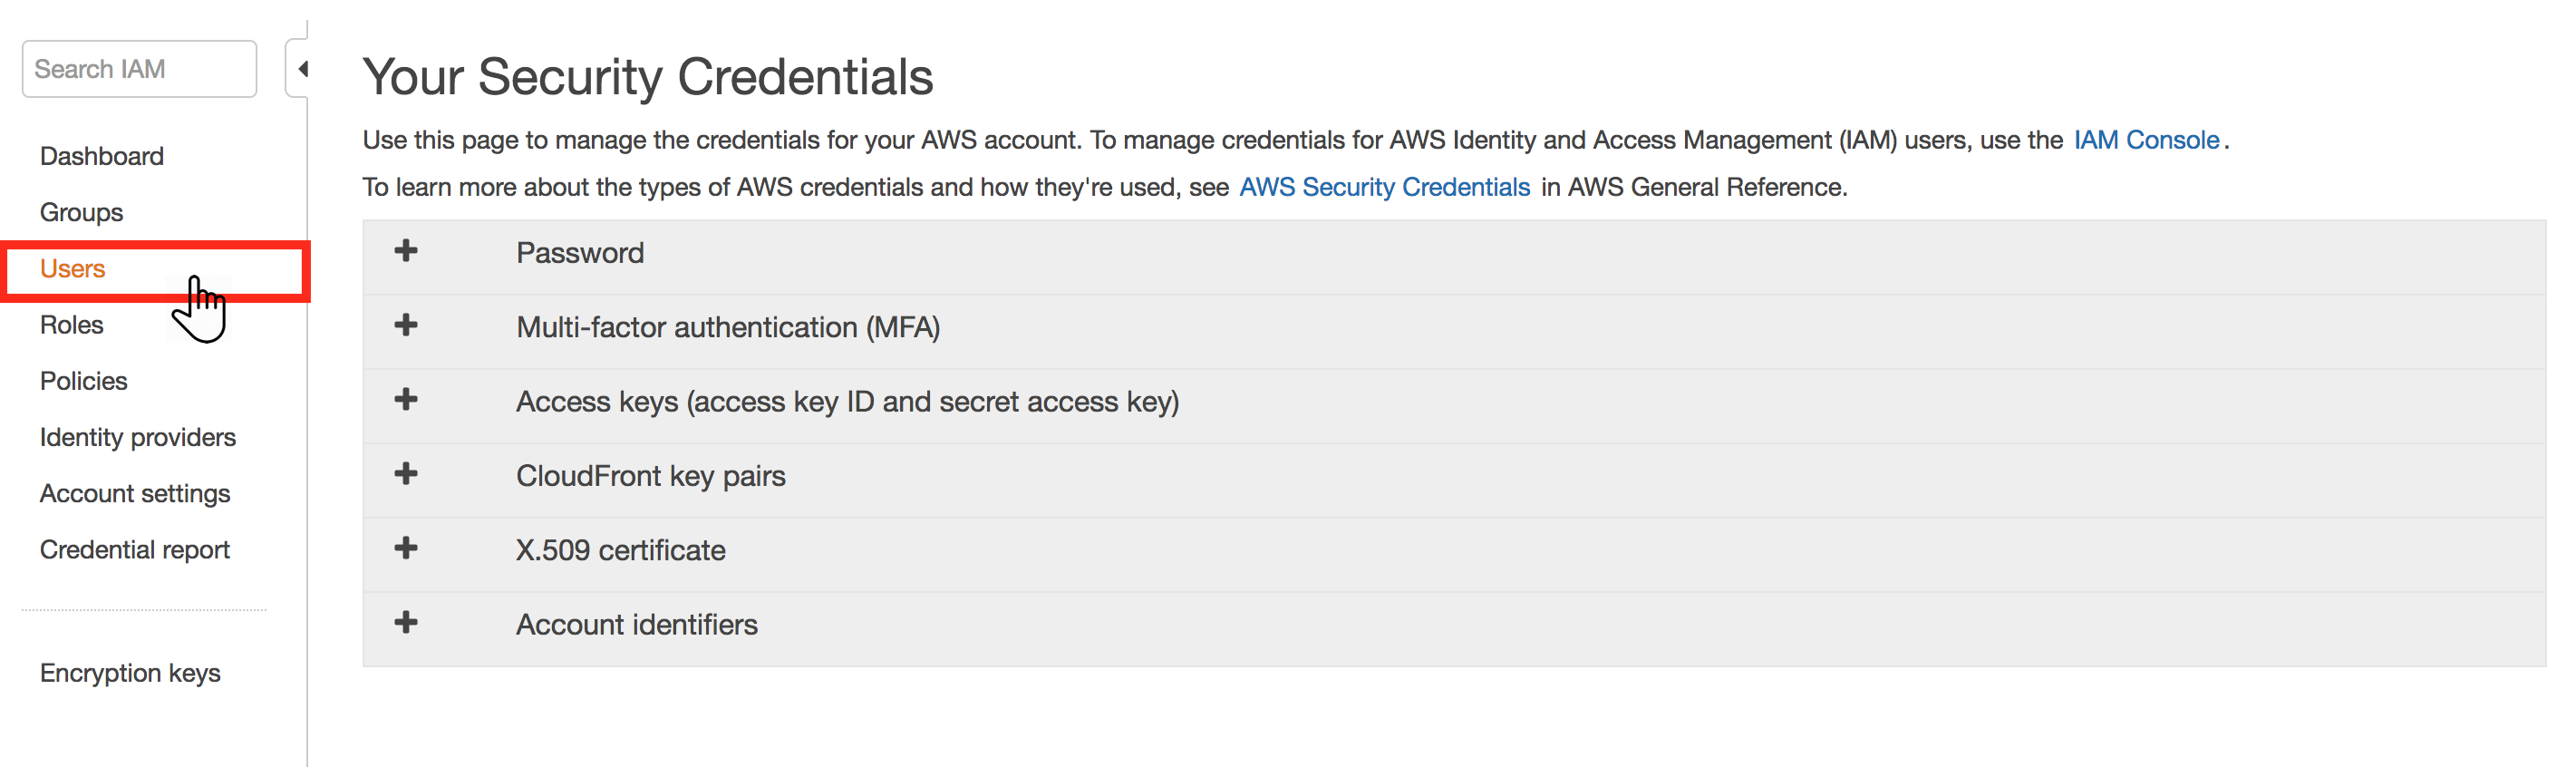 Search IAM
Dashboard
Groups
Users
Roles
Policies
Identity providers
Account settings
Credential report
Encryption keys
Your Security Credentials
Use this page to manage the credentials for your AWS account. To manage credentials for AWS Identity and Access Management (IAM) users, use the IAM Console.
To learn more about the types of AWS credentials and how they're used, see AWS Security Credentials in AWS General Reference.
Password
Multi-factor authentication (MFA)
Access keys (access key ID and secret access key)
CloudFront key pairs
X.509 certificate
Account identifiers